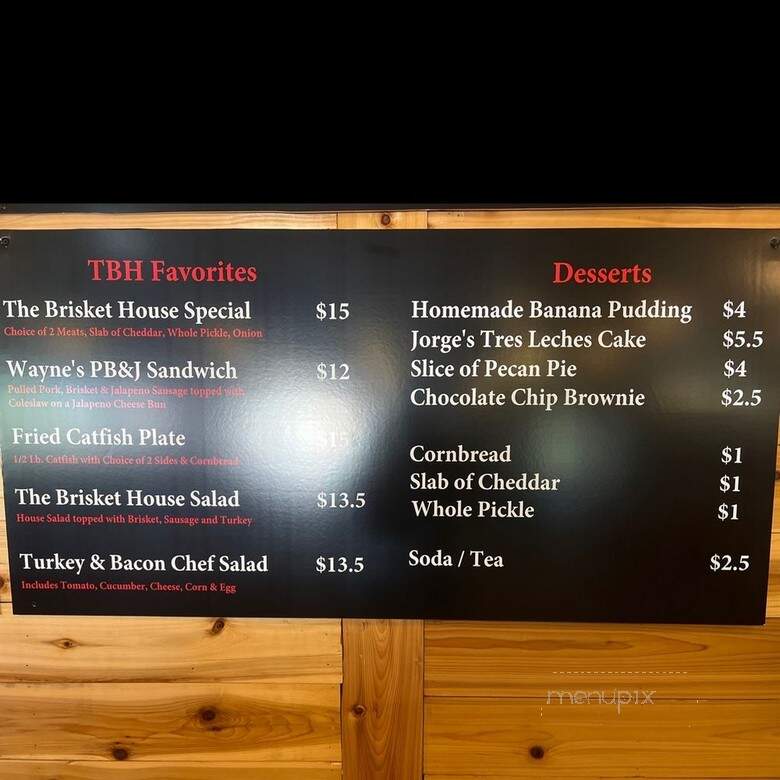 TBH Favorites
The Brisket House Special $15
Choice of 2 Meats, Slab of Cheddar, Whole Pickle, Onion
Wayne's PB&J Sandwich $12
Pulled Pork, Brisket & Jalapeno Sausage topped with
Coleslaw on a Jalapeno Cheese Bun
Fried Catfish Plate $15
1/2 Lb. Catfish with Choice of 2 Sides & Cornbread
The Brisket House Salad $13.5
House Salad topped with Brisket, Sausage and Turkey
Turkey & Bacon Chef Salad $13.5
Includes Tomato, Cucumber, Cheese, Corn & Egg
Desserts
Homemade Banana Pudding $4
Jorge's Tres Leches Cake $5.5
Slice of Pecan Pie $4
Chocolate Chip Brownie $2.5
Cornbread $1
Slab of Cheddar $1
Whole Pickle $1
Soda / Tea $2.5
menupix